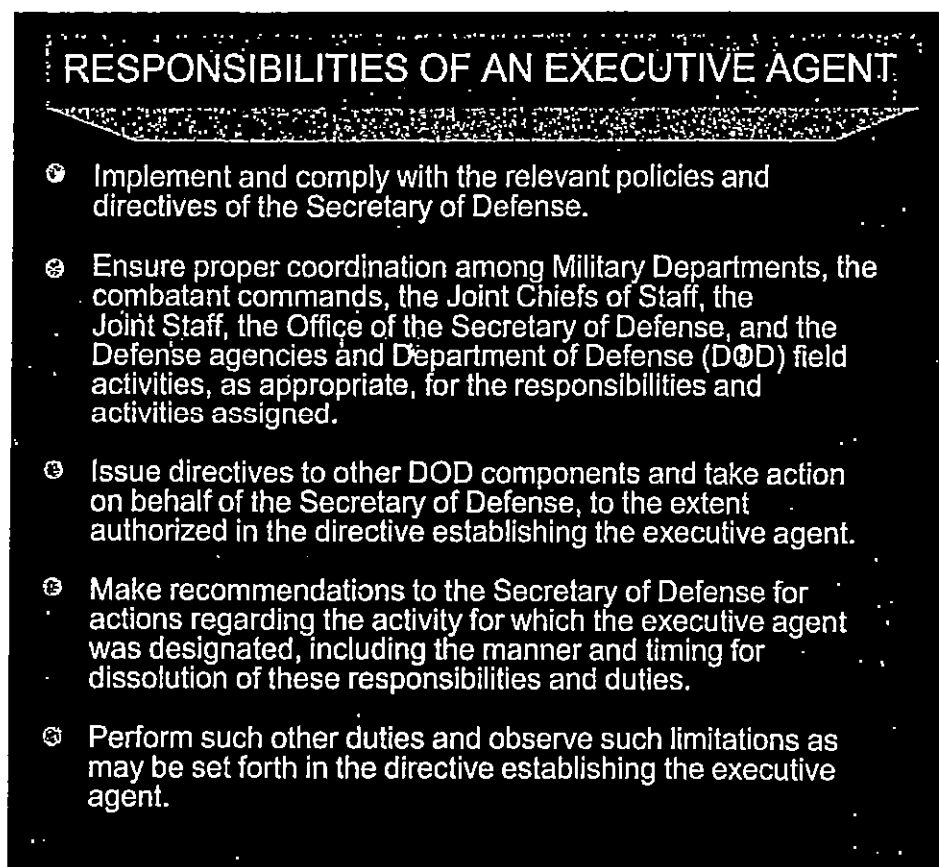 RESPONSIBILITIES OF AN EXECUTIVE AGENT
Implement and comply with the relevant policies and
directives of the Secretary of Defense.
Ensure proper coordination among Military Departments, the
combatant commands, the Joint Chiefs of Staff, the
Joint Staff, the Office of the Secretary of Defense, and the
Defense agencies and Department of Defense (DOD) field
activities, as appropriate, for the responsibilities and
activities assigned.
Issue directives to other DOD components and take action
on behalf of the Secretary of Defense, to the extent
authorized in the directive establishing the executive agent.
Make recommendations to the Secretary of Defense for
actions regarding the activity for which the executive agent
was designated, including the manner and timing for
dissolution of these responsibilities and duties.
Perform such other duties and observe such limitations as
may be set forth in the directive establishing the executive
agent.